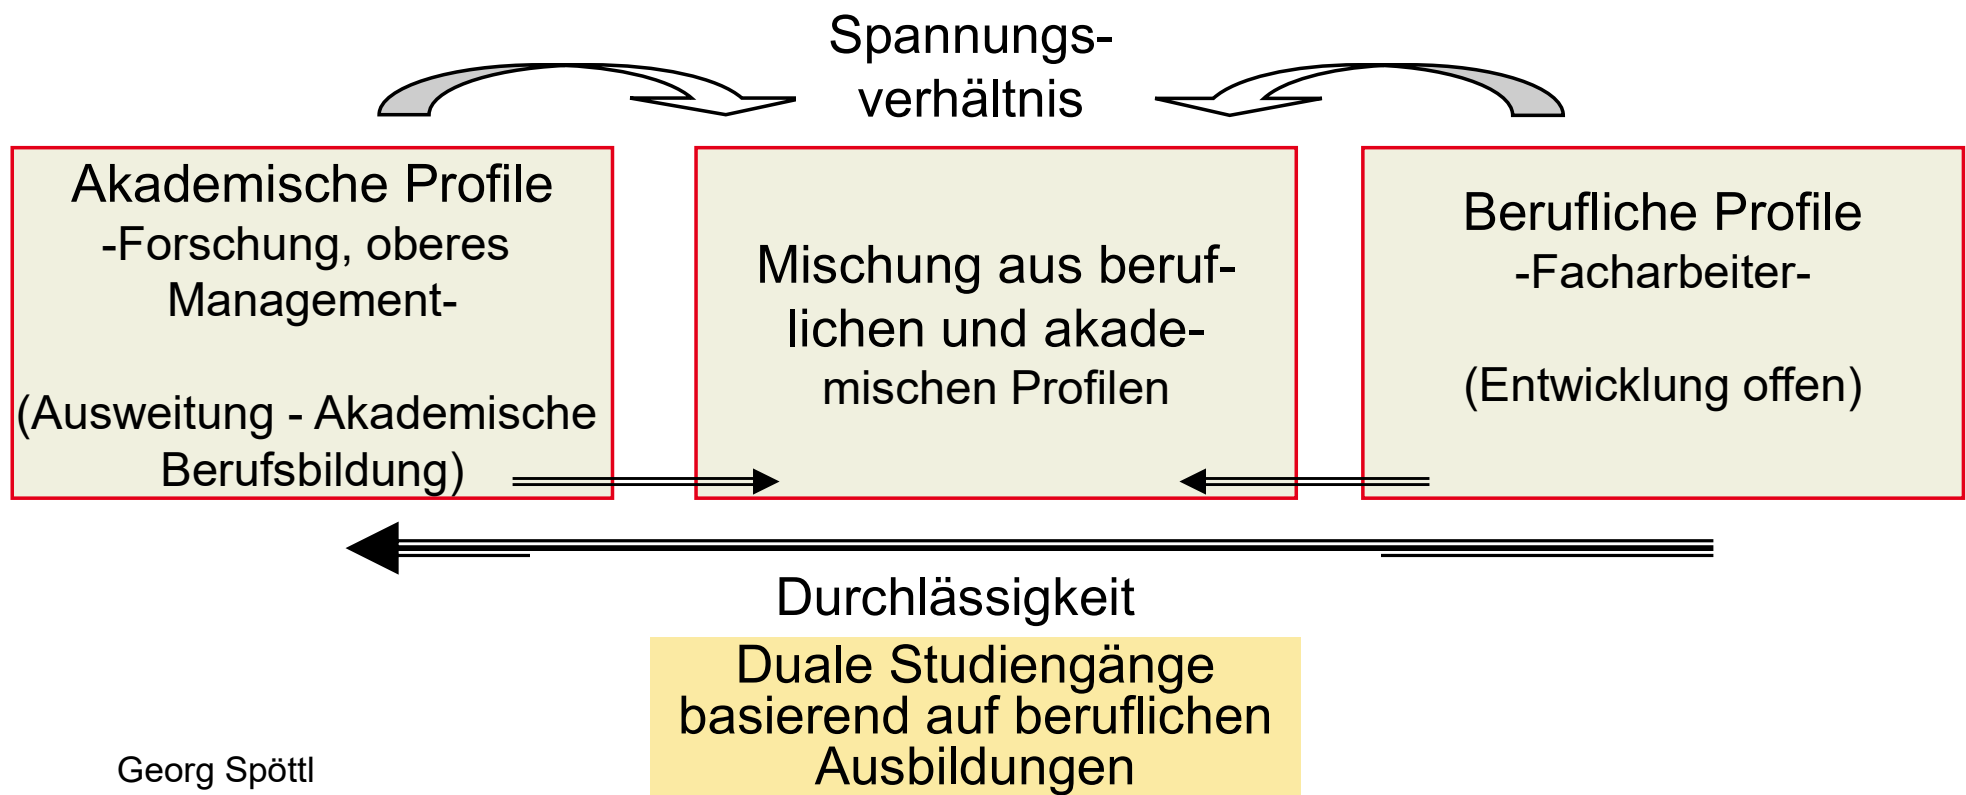 Spannungs-
verhältnis
Akademische Profile
-Forschung, oberes
Management-
(Ausweitung - Akademische
Berufsbildung)
Mischung aus beruf-
lichen und akade-
mischen Profilen
Berufliche Profile
-Facharbeiter-
(Entwicklung offen)
Durchlässigkeit
Duale Studiengänge
basierend auf beruflichen
Ausbildungen
Georg Spöttl